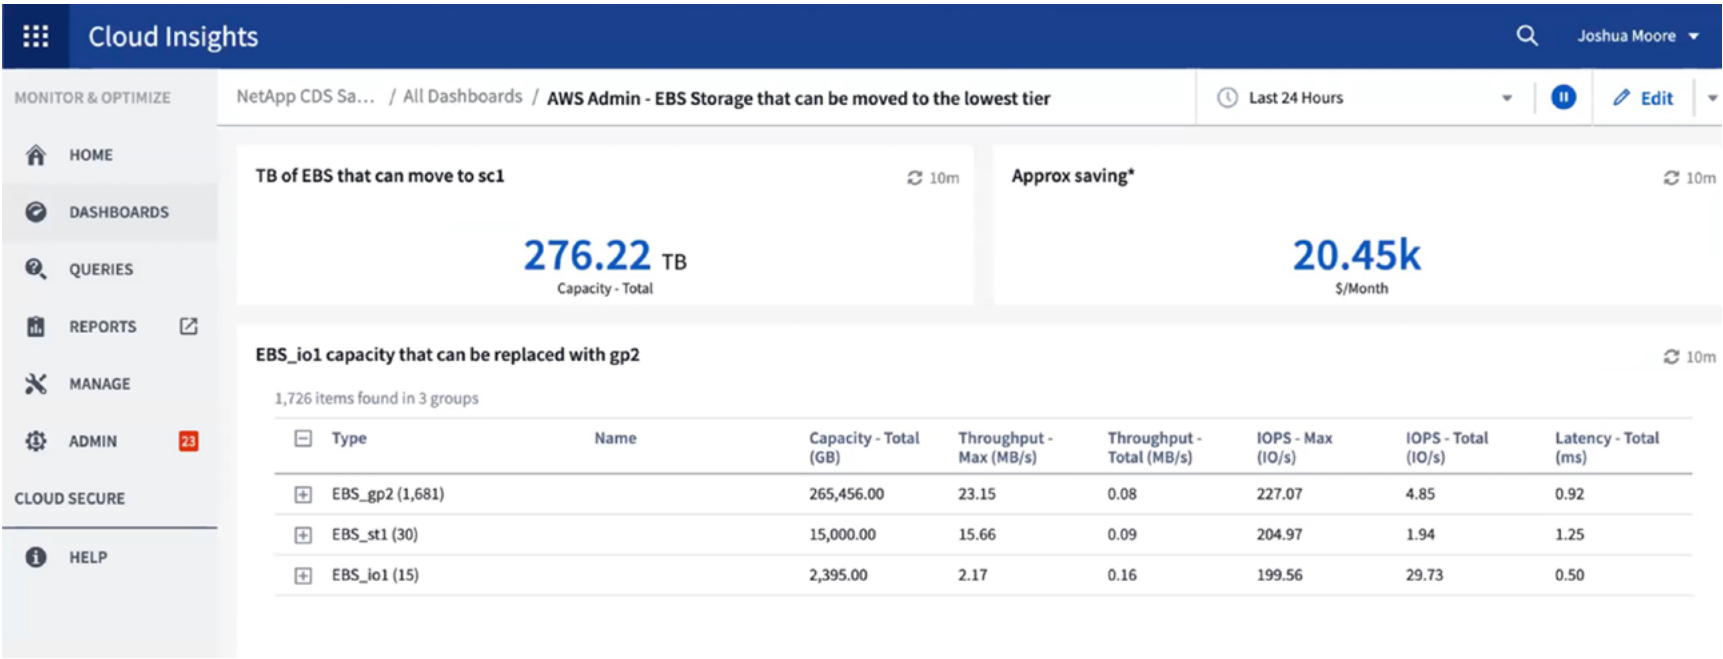 Cloud Insights
Joshua Moore
MONITOR & OPTIMIZE
NetApp CDS Sa... / All Dashboards / AWS Admin - EBS Storage that can be moved to the lowest tier
Last 24 Hours
Edit
HOME
DASHBOARDS
QUERIES
REPORTS
MANAGE
ADMIN 23
CLOUD SECURE
HELP
TB of EBS that can move to sc1
10m
276.22 TB
Capacity - Total
Approx saving*
10m
20.45k
$/Month
EBS_io1 capacity that can be replaced with gp2
10m
1,726 items found in 3 groups
Type Name Capacity - Total Throughput - Throughput - IOPS - Max IOPS - Total Latency - Total
(GB) Max (MB/s) Total (MB/s) (IO/s) (IO/s) (ms)
EBS_gp2 (1,681) 265,456.00 23.15 0.08 227.07 4.85 0.92
EBS_st1 (30) 15,000.00 15.66 0.09 204.97 1.94 1.25
EBS_io1 (15) 2,395.00 2.17 0.16 199.56 29.73 0.50